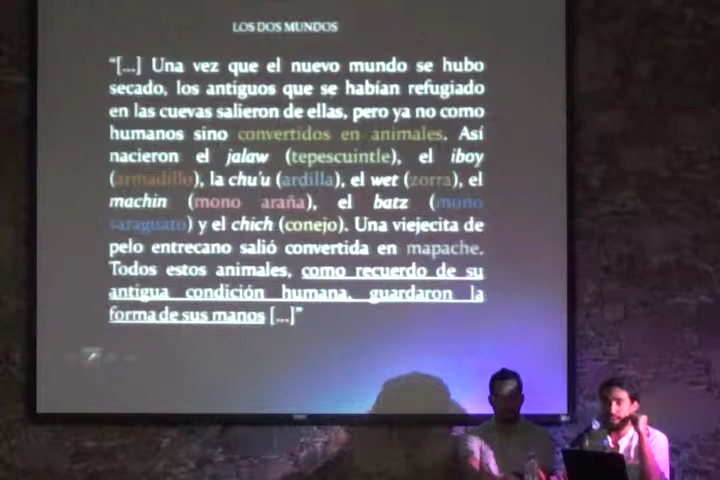 LOS DOS MUNDOS
“[...] Una vez que el nuevo mundo se hubo
secado, los antiguos que se habían refugiado
en las cuevas salieron de ellas, pero ya no como
humanos sino convertidos en animales. Así
nacieron el jalaw (tepescuintle), el iboy
(armadillo), la chu'u (ardilla), el wet (zorra), el
machin (mono araña), el batz (mono
saraguato) y el chich (conejo). Una viejecita de
pelo entrecano salió convertida en mapache.
Todos estos animales, como recuerdo de su
antigua condición humana, guardaron la
forma de sus manos [...]”